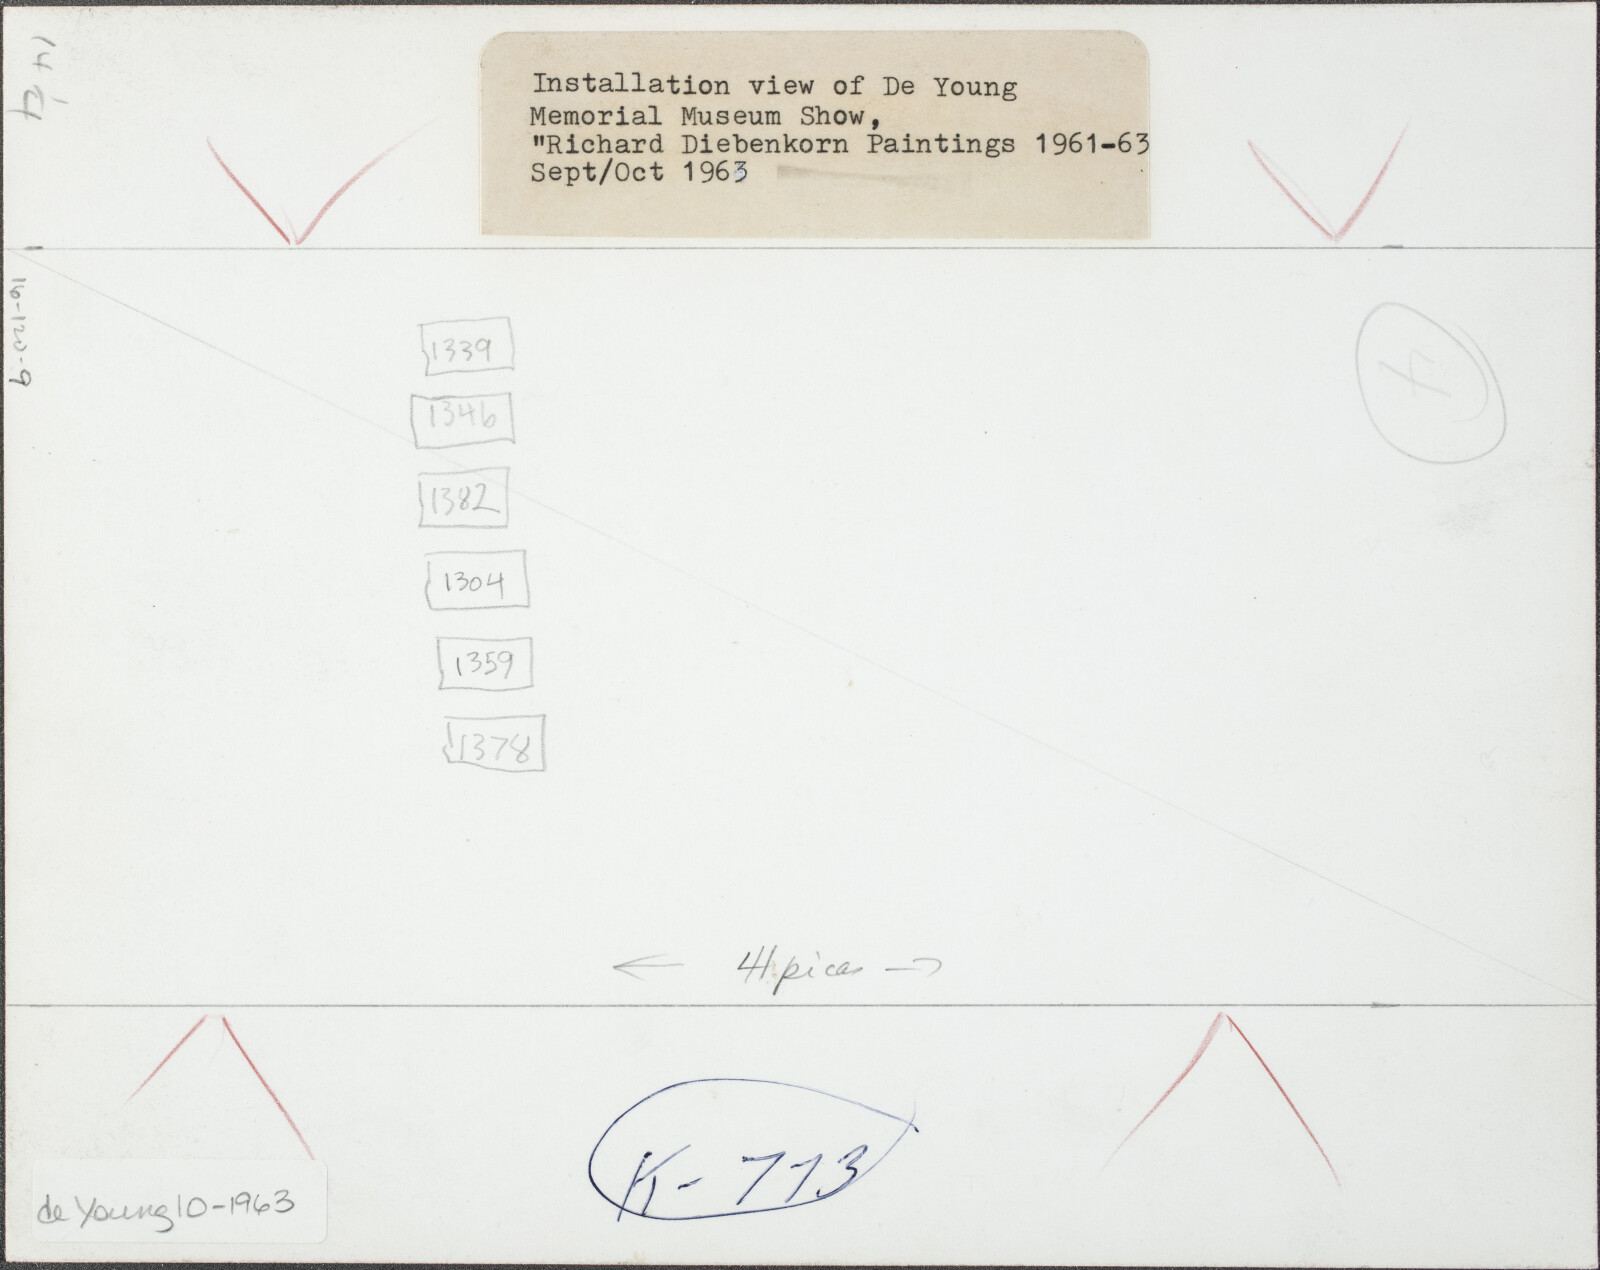 Installation view of De Young
Memorial Museum Show,
"Richard Diebenkorn Paintings 1961-63
Sept/Oct 1963
1339
1346
1382
1304
1359
1378
41 picas
K-773
de Young 10-1963